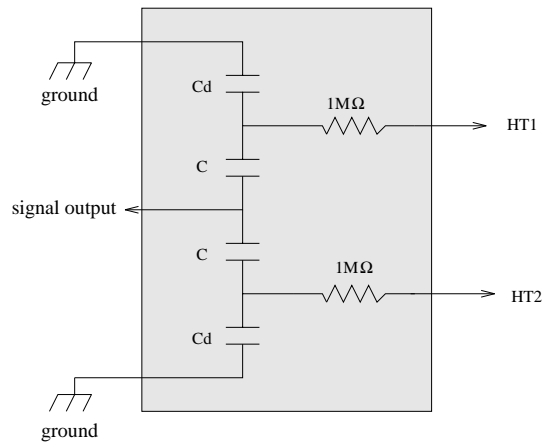 ground
Cd
1MΩ
HT1
C
signal output
C
1MΩ
HT2
Cd
ground